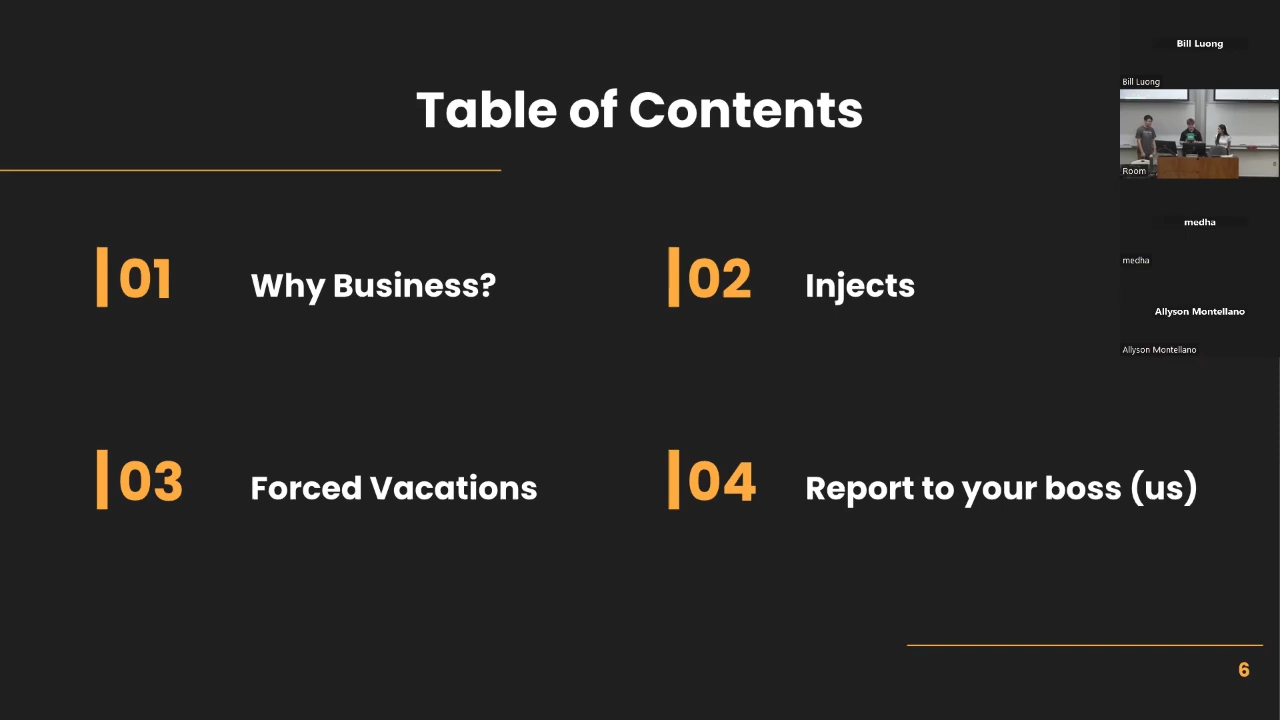 Table of Contents
01 Why Business?
02 Injects
03 Forced Vacations
04 Report to your boss (us)
6
Bill Luong
Bill Luong
Room
medha
medha
Allyson Montellano
Allyson Montellano